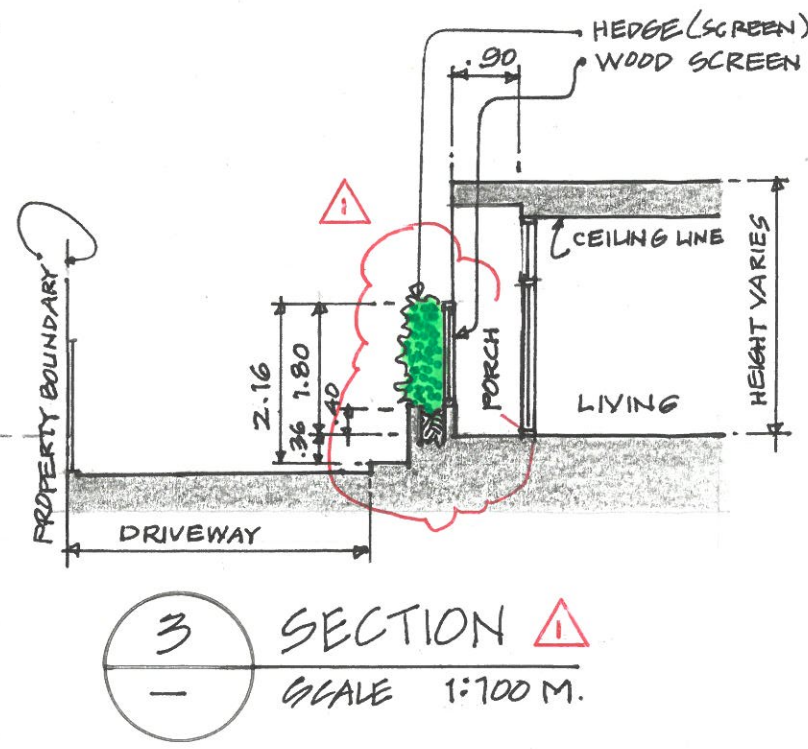 HEDGE (SCREEN)
WOOD SCREEN
.90
1
CEILING LINE
HEIGHT VARIES
PROPERTY BOUNDARY
2.16
1.80
.40
.36
PORCH
LIVING
DRIVEWAY
3
SECTION 1
SCALE 1:100 M.